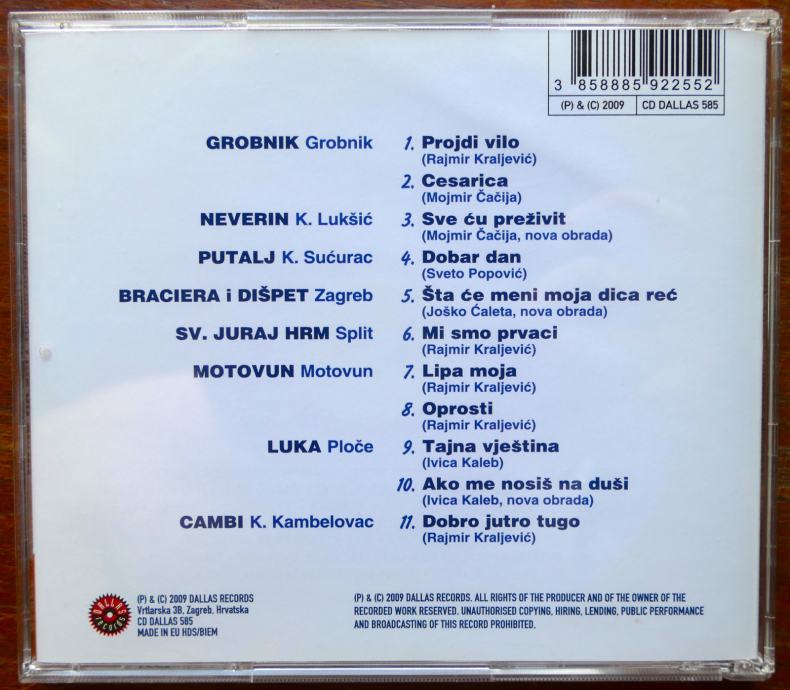 3 858885 922552
(P) & (C) 2009 CD DALLAS 585
GROBNIK Grobnik 1. Projdi vilo
(Rajmir Kraljević)
2. Cesarica
(Mojmir Čačija)
NEVERIN K. Lukšić 3. Sve ću preživit
(Mojmir Čačija, nova obrada)
PUTALJ K. Sućurac 4. Dobar dan
(Sveto Popović)
BRACIERA i DIŠPET Zagreb 5. Šta će meni moja dica reć
(Joško Ćaleta, nova obrada)
SV. JURAJ HRM Split 6. Mi smo prvaci
(Rajmir Kraljević)
MOTOVUN Motovun 7. Lipa moja
(Rajmir Kraljević)
8. Oprosti
(Rajmir Kraljević)
LUKA Ploče 9. Tajna vještina
(Ivica Kaleb)
10. Ako me nosiš na duši
(Ivica Kaleb, nova obrada)
CAMBI K. Kambelovac 11. Dobro jutro tugo
(Rajmir Kraljević)
DALLAS RECORDS
(P) & (C) 2009 DALLAS RECORDS
Vrtlarska 3B, Zagreb, Hrvatska
CD DALLAS 585
MADE IN EU HDS/BIEM
(P) & (C) 2009 DALLAS RECORDS. ALL RIGHTS OF THE PRODUCER AND OF THE OWNER OF THE
RECORDED WORK RESERVED. UNAUTHORISED COPYING, HIRING, LENDING, PUBLIC PERFORMANCE
AND BROADCASTING OF THIS RECORD PROHIBITED.